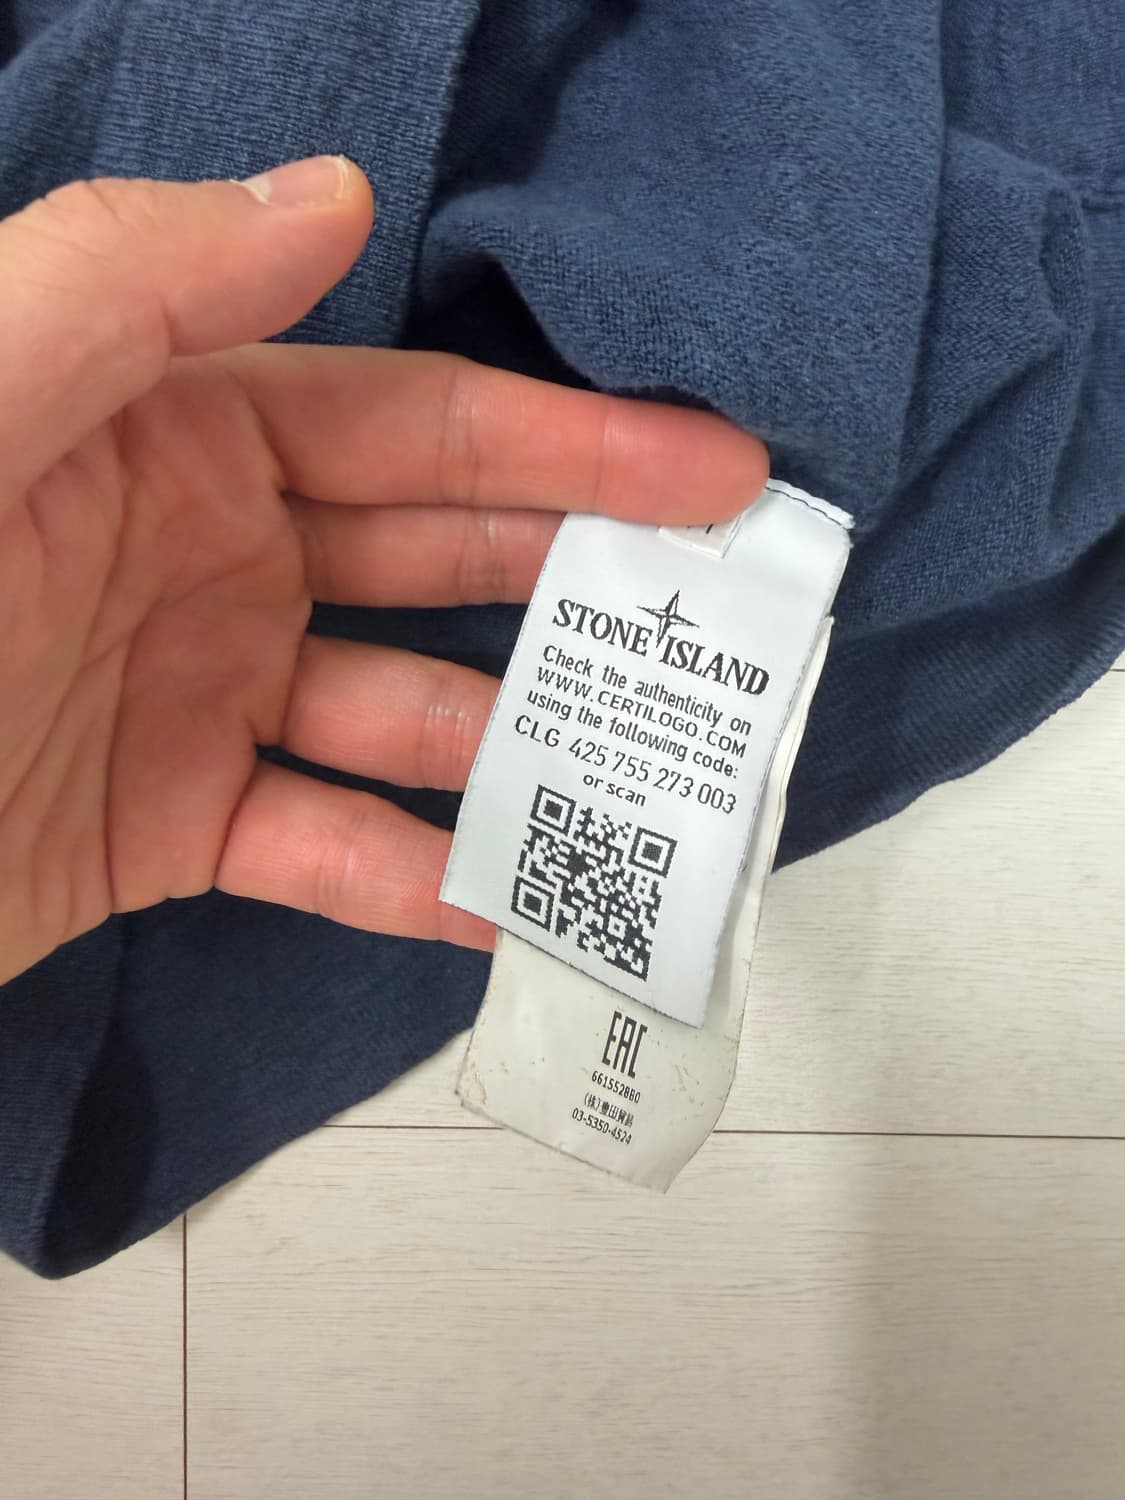 STONE ISLAND
Check the authenticity on
WWW.CERTILOGO.COM
using the following code:
CLG 425 755 273 003
or scan
EAC
661552BB0
(株)豊田貿易
03-5350-4524